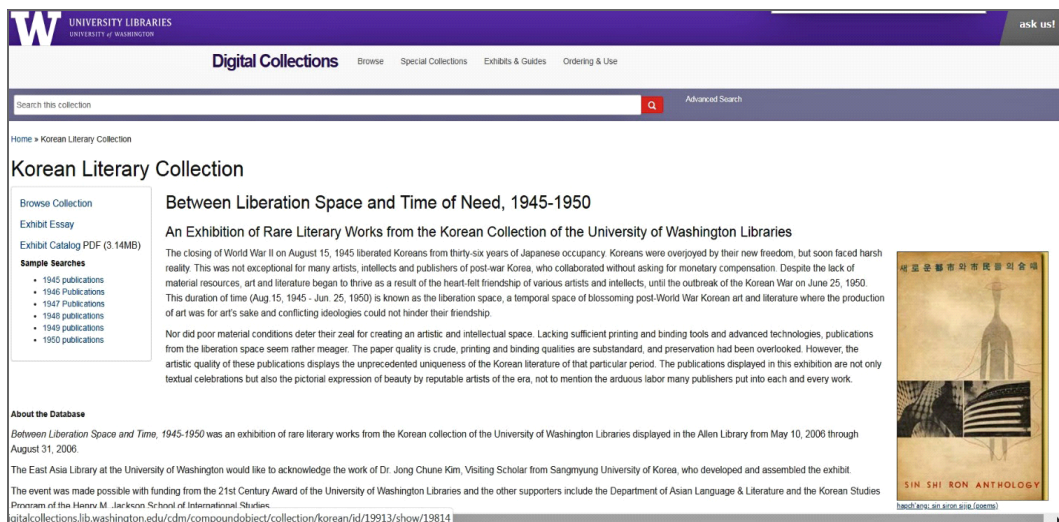 W
UNIVERSITY LIBRARIES
UNIVERSITY of WASHINGTON
ask us!
Digital Collections Browse Special Collections Exhibits & Guides Ordering & Use
Search this collection
Advanced Search
Home » Korean Literary Collection
Korean Literary Collection
Browse Collection
Exhibit Essay
Exhibit Catalog PDF (3.14MB)
Sample Searches
• 1945 publications
• 1946 Publications
• 1947 Publications
• 1948 publications
• 1949 publications
• 1950 publications
Between Liberation Space and Time of Need, 1945-1950
An Exhibition of Rare Literary Works from the Korean Collection of the University of Washington Libraries
The closing of World War II on August 15, 1945 liberated Koreans from thirty-six years of Japanese occupancy. Koreans were overjoyed by their new freedom, but soon faced harsh
reality. This was not exceptional for many artists, intellects and publishers of post-war Korea, who collaborated without asking for monetary compensation. Despite the lack of
material resources, art and literature began to thrive as a result of the heart-felt friendship of various artists and intellects, until the outbreak of the Korean War on June 25, 1950.
This duration of time (Aug.15, 1945 - Jun. 25, 1950) is known as the liberation space, a temporal space of blossoming post-World War Korean art and literature where the production
of art was for art's sake and conflicting ideologies could not hinder their friendship.
Nor did poor material conditions deter their zeal for creating an artistic and intellectual space. Lacking sufficient printing and binding tools and advanced technologies, publications
from the liberation space seem rather meager. The paper quality is crude, printing and binding qualities are substandard, and preservation had been overlooked. However, the
artistic quality of these publications displays the unprecedented uniqueness of the Korean literature of that particular period. The publications displayed in this exhibition are not only
textual celebrations but also the pictorial expression of beauty by reputable artists of the era, not to mention the arduous labor many publishers put into each and every work.
새로운都市와市民들의合唱
SIN SHI RON ANTHOLOGY
hapch'ang: sin siron sijip (poems)
About the Database
Between Liberation Space and Time, 1945-1950 was an exhibition of rare literary works from the Korean collection of the University of Washington Libraries displayed in the Allen Library from May 10, 2006 through
August 31, 2006.
The East Asia Library at the University of Washington would like to acknowledge the work of Dr. Jong Chune Kim, Visiting Scholar from Sangmyung University of Korea, who developed and assembled the exhibit.
The event was made possible with funding from the 21st Century Award of the University of Washington Libraries and the other supporters include the Department of Asian Language & Literature and the Korean Studies
Program of the Henry M. Jackson School of International Studies.
igitalcollections.lib.washington.edu/cdm/compoundobject/collection/korean/id/19913/show/19814